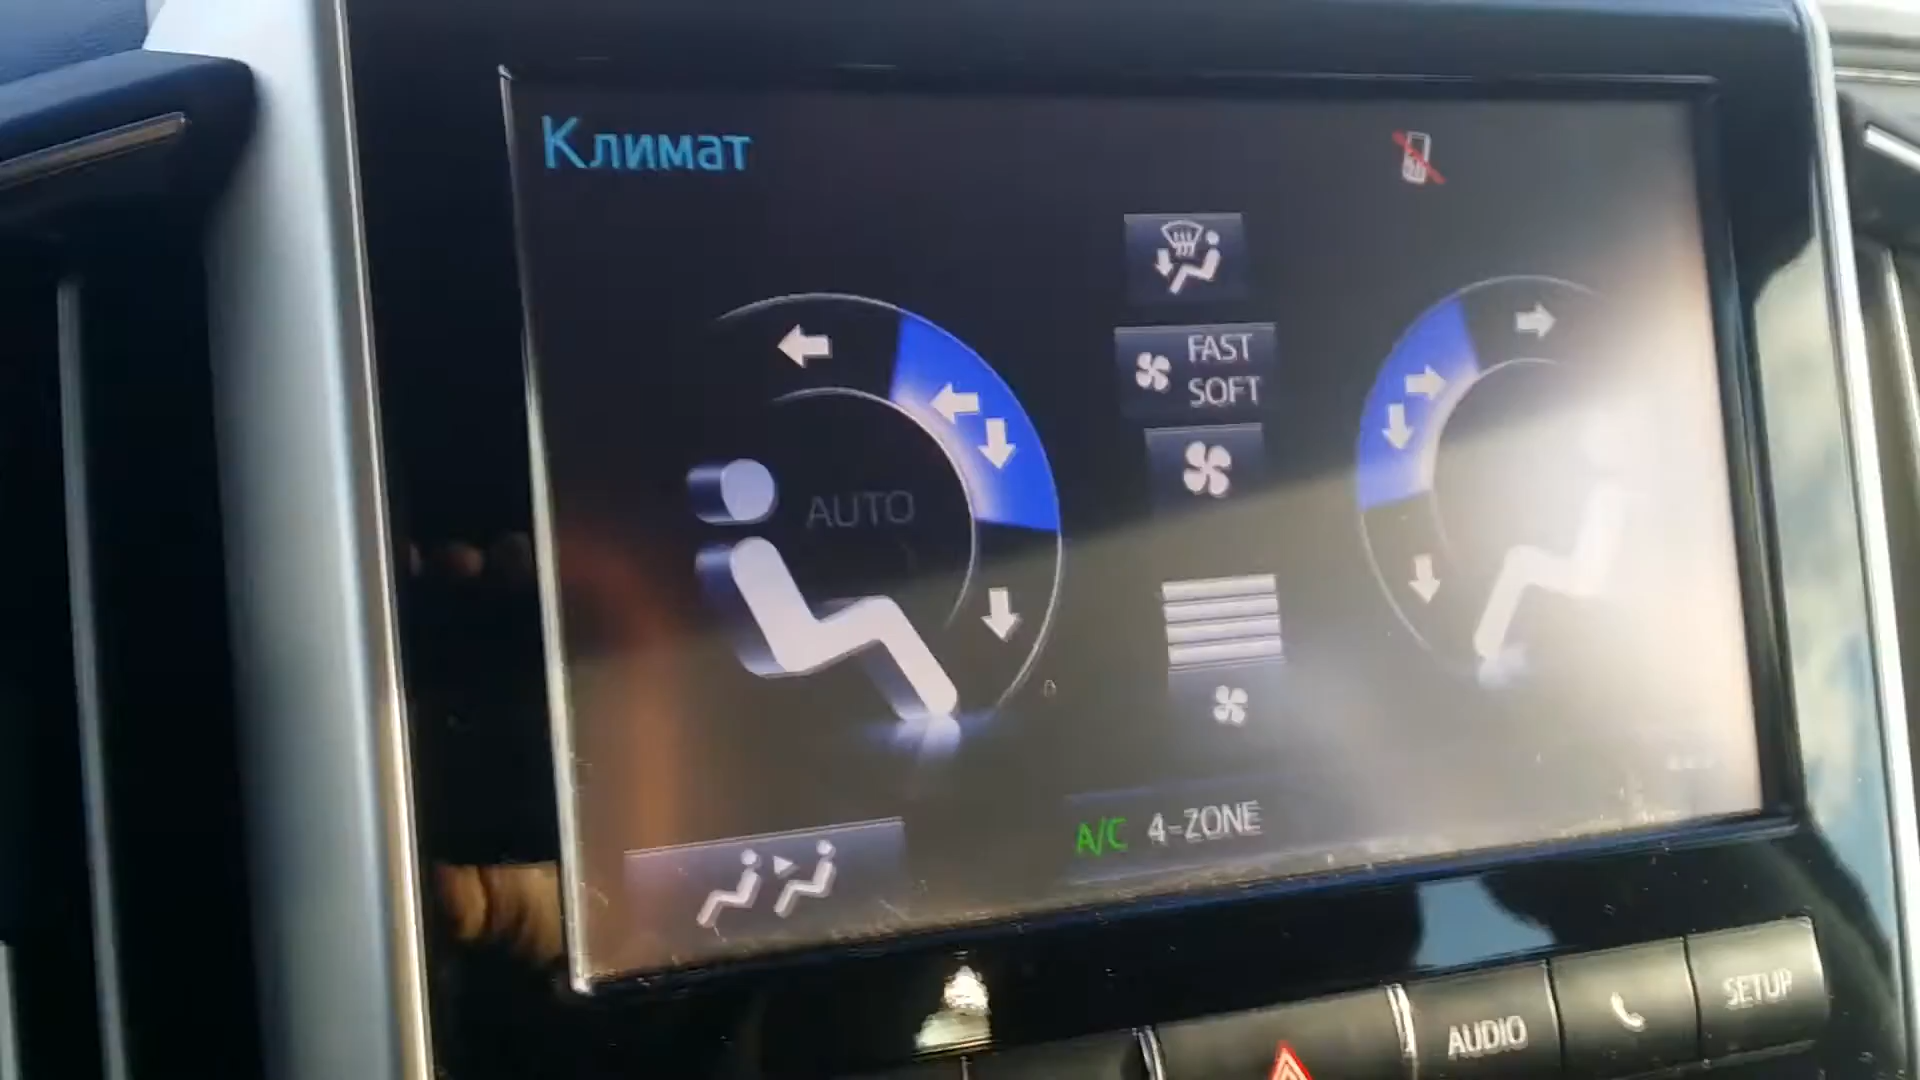 Климат
FAST
SOFT
AUTO
A/C 4-ZONE
AUDIO
SETUP